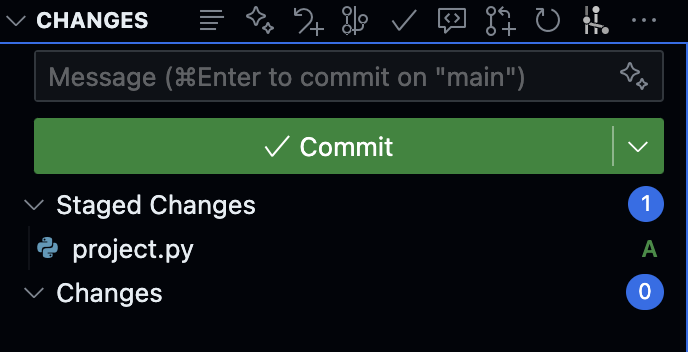 CHANGES
Message (⌘Enter to commit on "main")
Commit
Staged Changes 1
project.py A
Changes 0